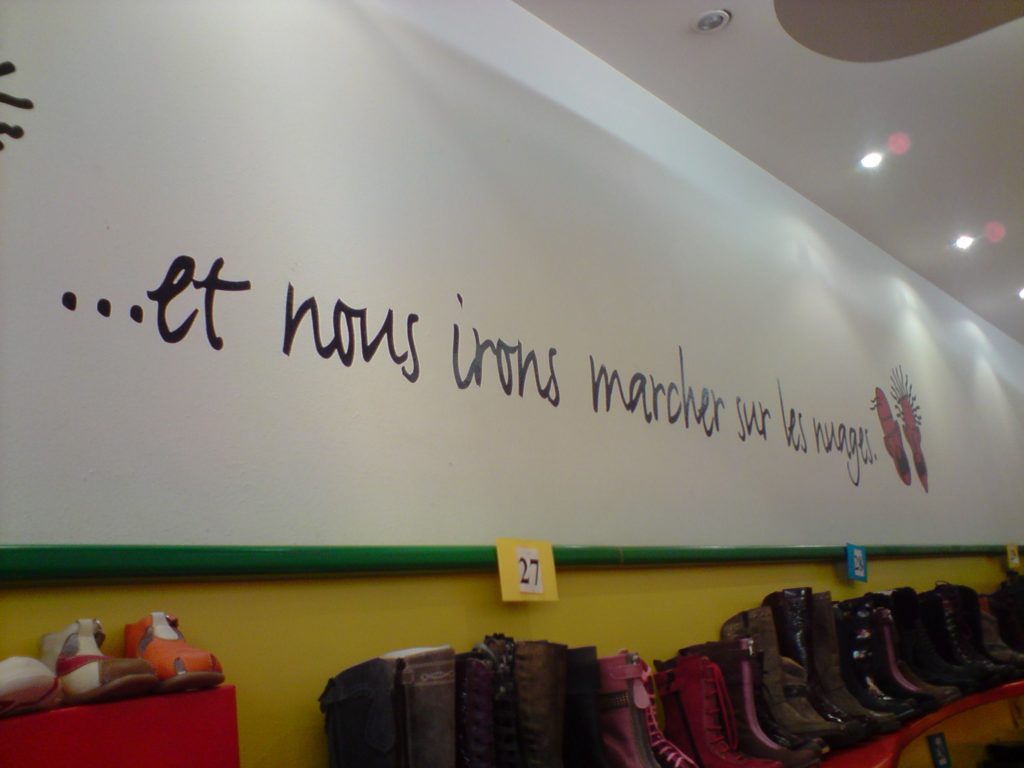 ...et nous irons marcher sur les nuages.
27